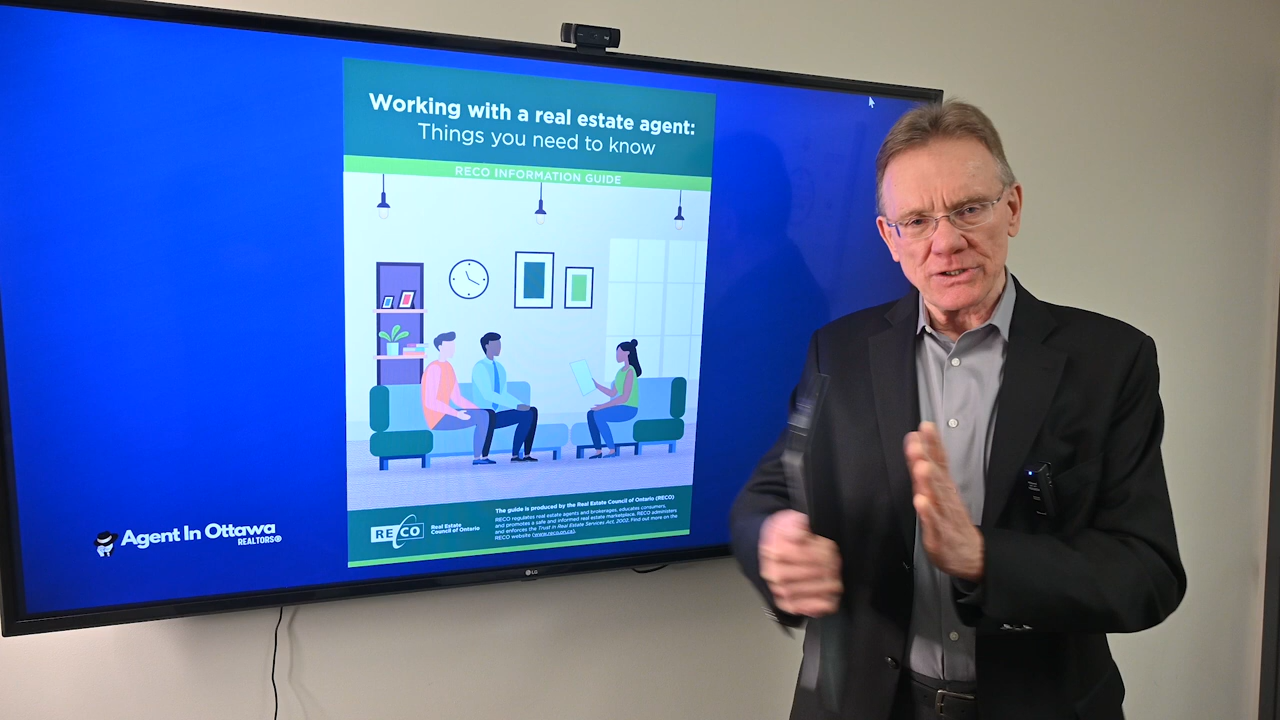 Working with a real estate agent:
Things you need to know
RECO INFORMATION GUIDE
RECO
Real Estate
Council of Ontario
The guide is produced by the Real Estate Council of Ontario (RECO)
RECO regulates real estate agents and brokerages, educates consumers,
and promotes a safe and informed real estate marketplace. RECO administers
and enforces the Trust in Real Estate Services Act, 2002. Find out more on the
RECO website (www.reco.on.ca).
Agent In Ottawa
REALTORS®
LG